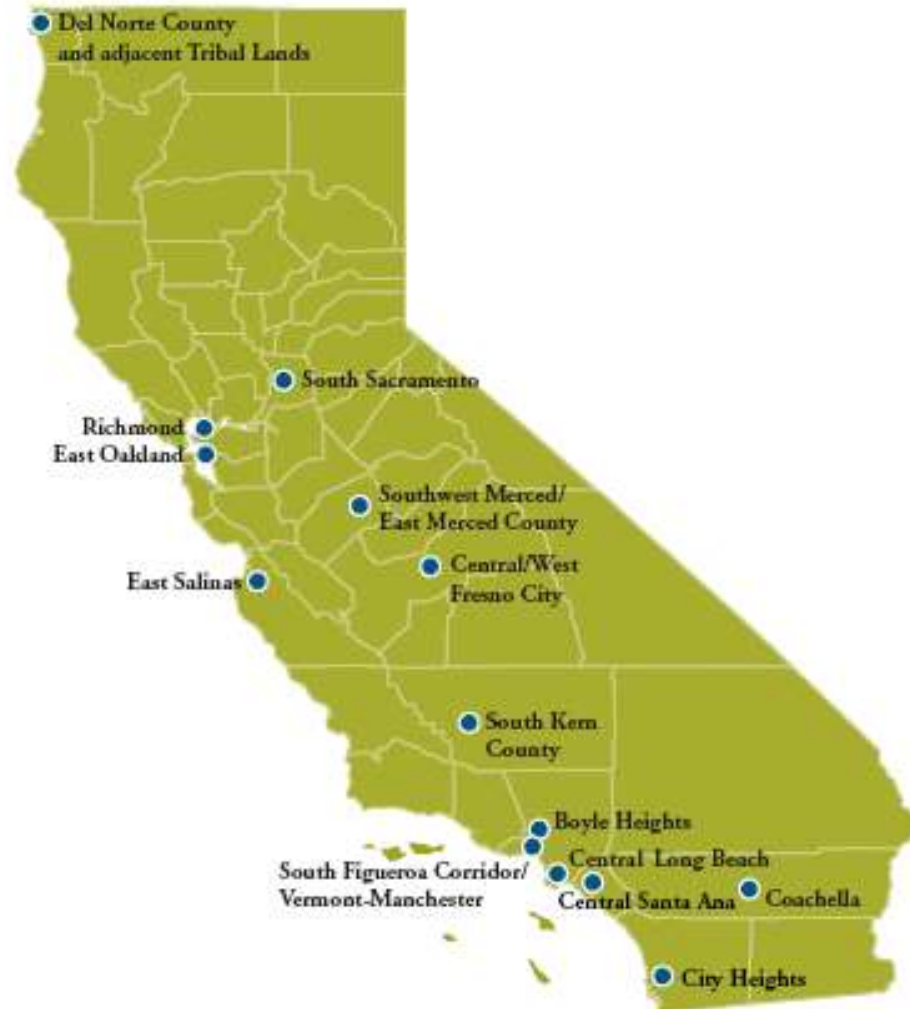 Del Norte County
and adjacent Tribal Lands
South Sacramento
Richmond
East Oakland
Southwest Merced/
East Merced County
Central/West
Fresno City
East Salinas
South Kern
County
Boyle Heights
South Figueroa Corridor/
Vermont-Manchester
Central Long Beach
Central Santa Ana
Coachella
City Heights